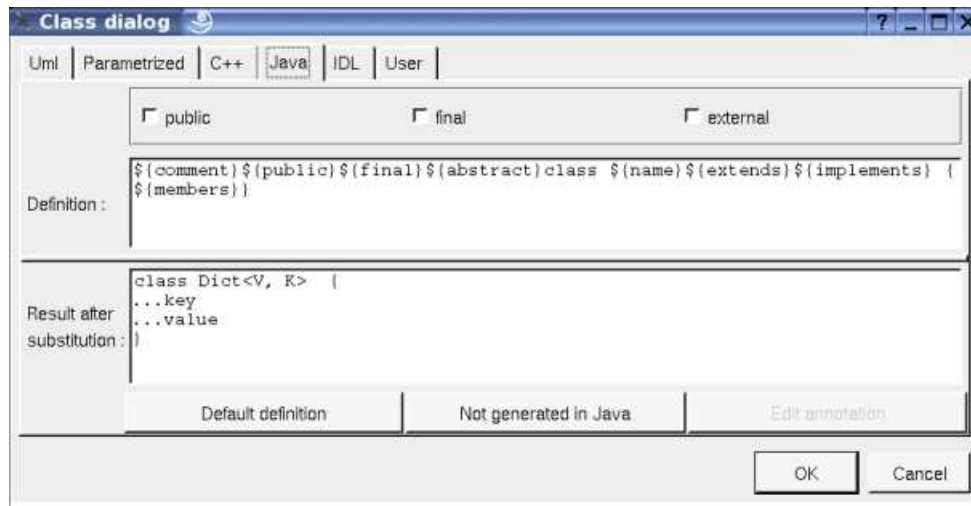 Class dialog
? _ □ X
Uml Parametrized C++ Java IDL User
public final external
Definition :
${comment}${public}${final}${abstract}class ${name}${extends}${implements} {
${members}}
Result after
substitution :
class Dict<V, K>  {
...key
...value
}
Default definition Not generated in Java Edit annotation
OK Cancel